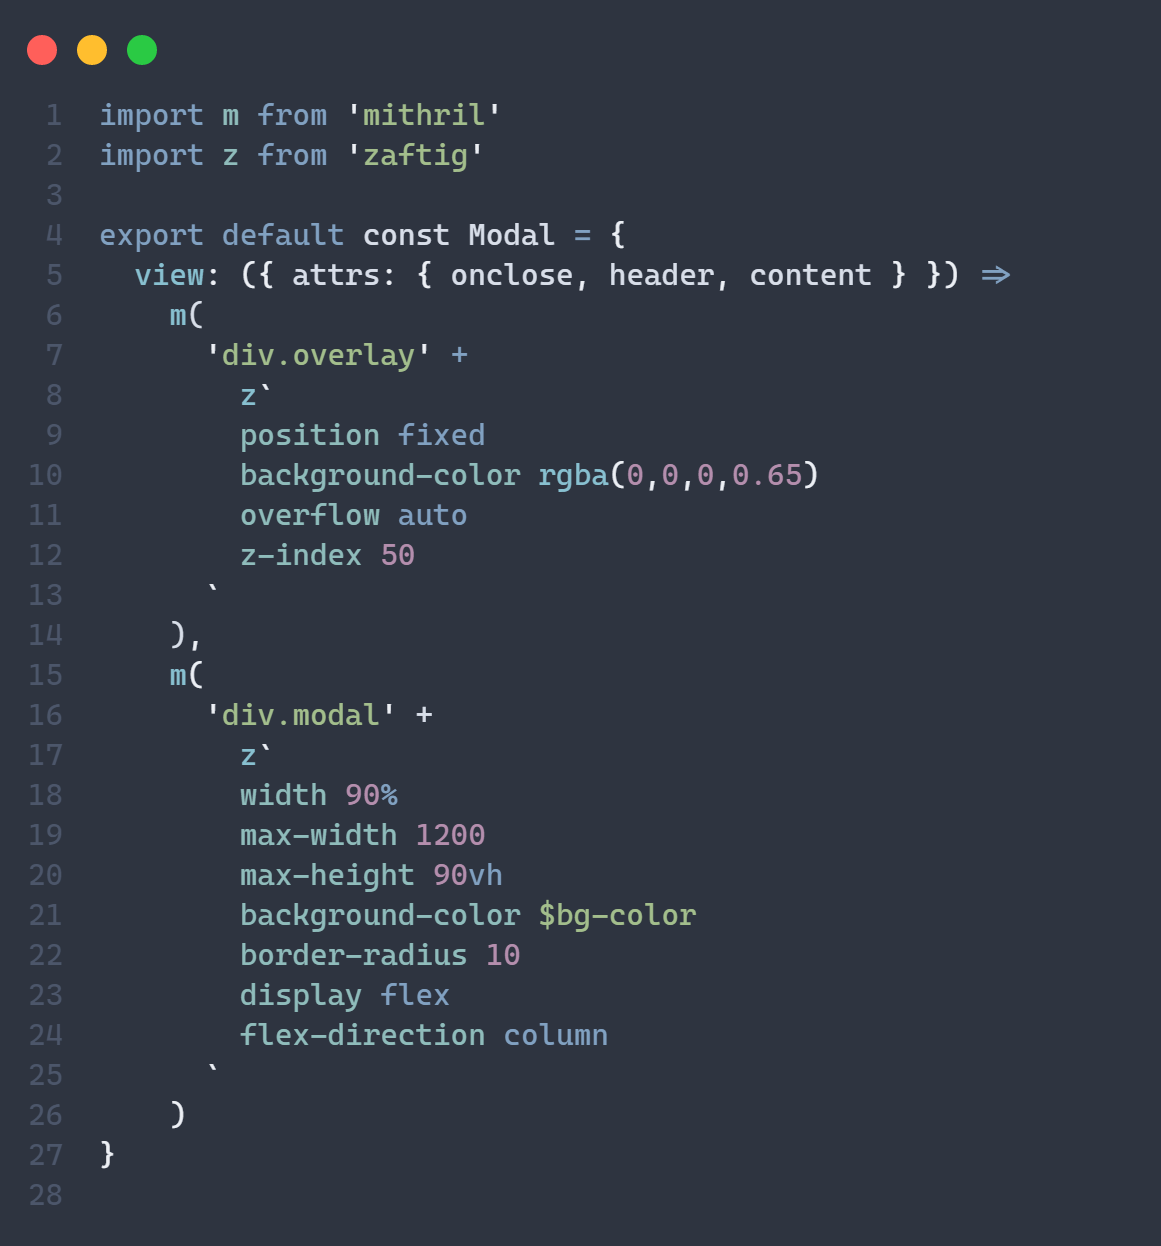 1 import m from 'mithril'
2 import z from 'zaftig'
3
4 export default const Modal = {
5   view: ({ attrs: { onclose, header, content } }) =>
6     m(
7       'div.overlay' +
8         z`
9         position fixed
10         background-color rgba(0,0,0,0.65)
11         overflow auto
12         z-index 50
13       `
14     ),
15     m(
16       'div.modal' +
17         z`
18         width 90%
19         max-width 1200
20         max-height 90vh
21         background-color $bg-color
22         border-radius 10
23         display flex
24         flex-direction column
25       `
26     )
27 }
28